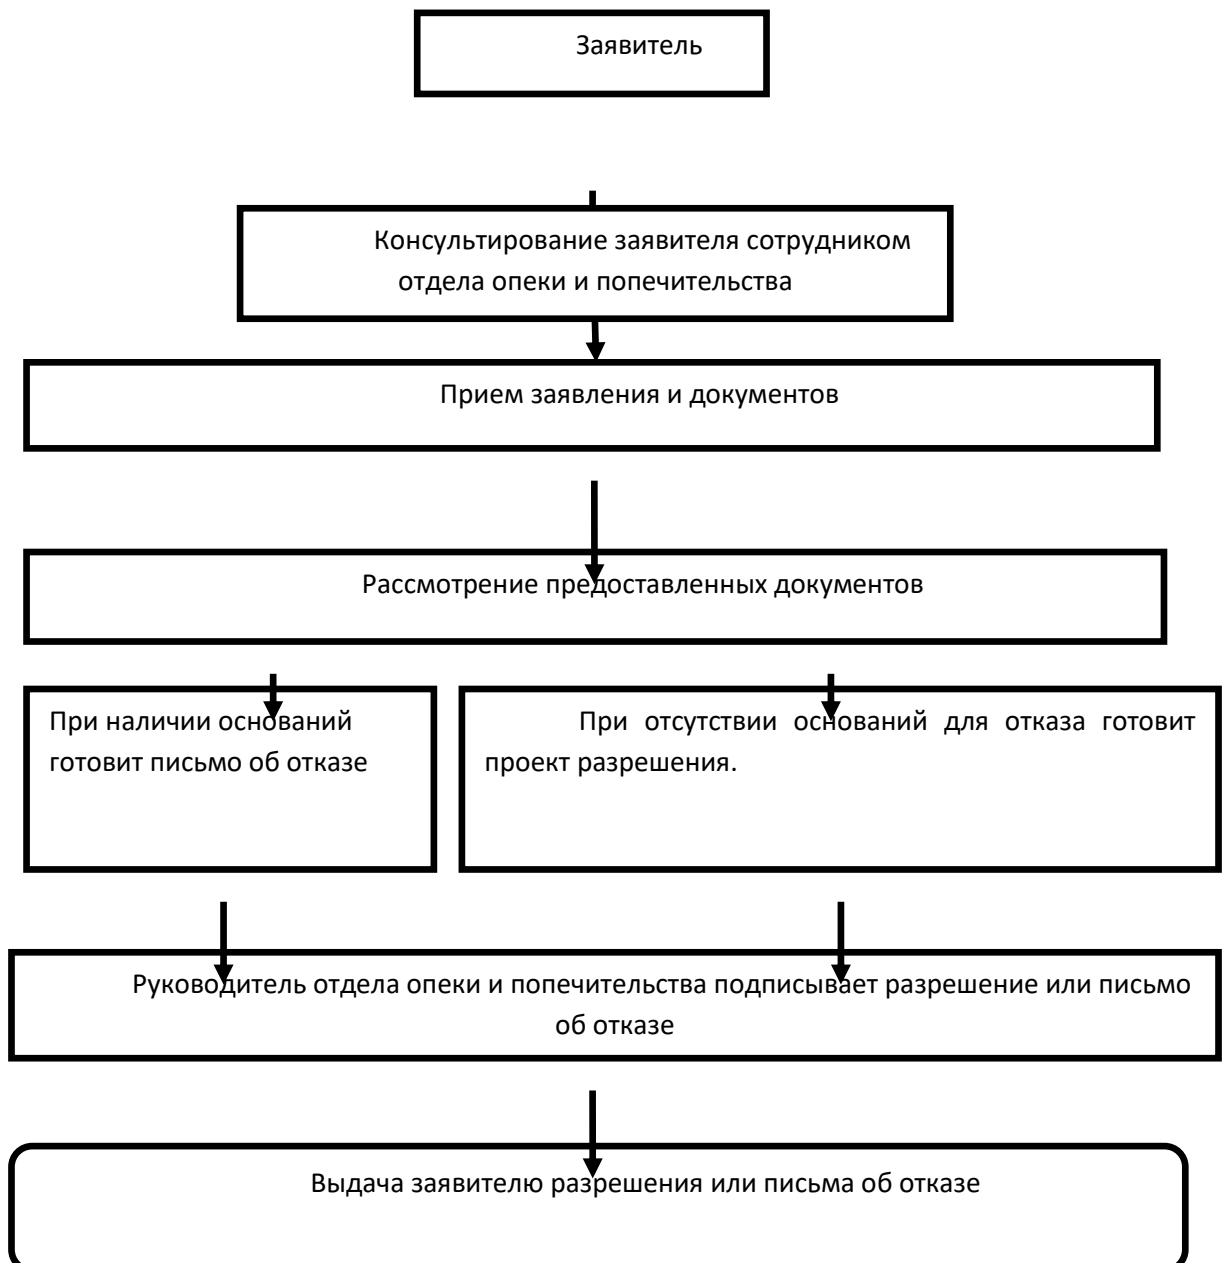 Заявитель
Консультирование заявителя сотрудником
отдела опеки и попечительства
Прием заявления и документов
Рассмотрение предоставленных документов
При наличии оснований
готовит письмо об отказе
При отсутствии оснований для отказа готовит
проект разрешения.
Руководитель отдела опеки и попечительства подписывает разрешение или письмо
об отказе
Выдача заявителю разрешения или письма об отказе